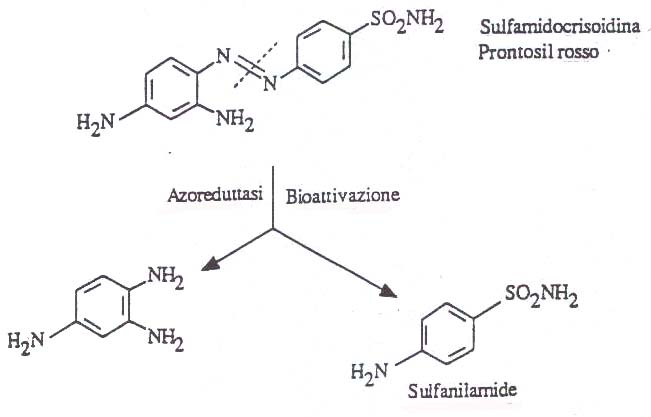 SO2NH2
Sulfamidocrisoidina
Prontosil rosso
N
N
H2N
NH2
Azoreduttasi
Bioattivazione
NH2
H2N
NH2
SO2NH2
H2N
Sulfanilamide